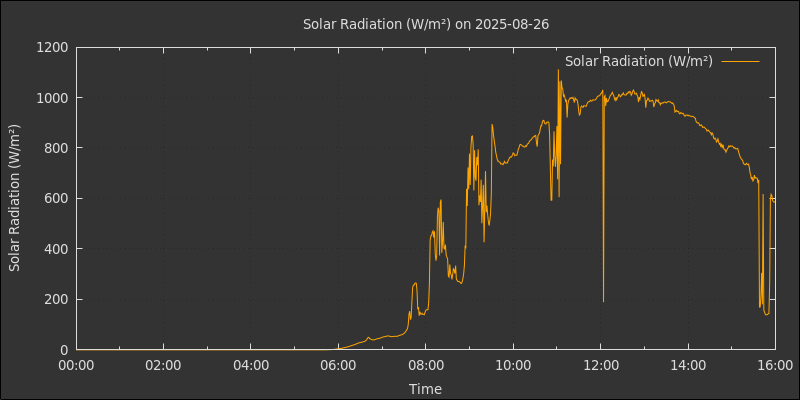 Solar Radiation (W/m²) on 2025-08-26
Solar Radiation (W/m²)
Solar Radiation (W/m²)
1200
1000
800
600
400
200
0
00:00 02:00 04:00 06:00 08:00 10:00 12:00 14:00 16:00
Time